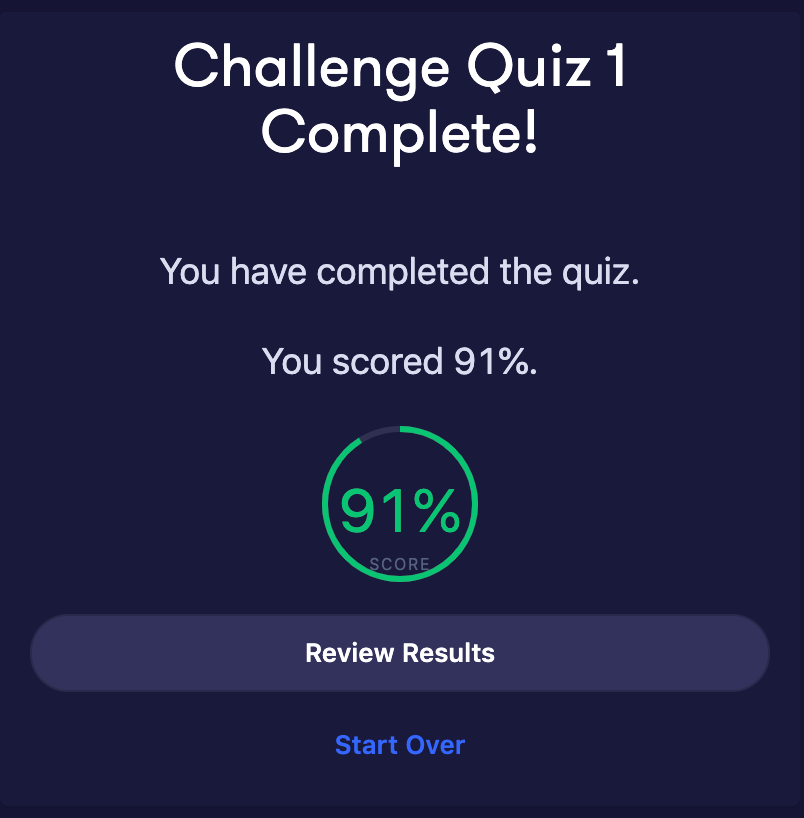 Challenge Quiz 1
Complete!
You have completed the quiz.
You scored 91%.
91%
SCORE
Review Results
Start Over